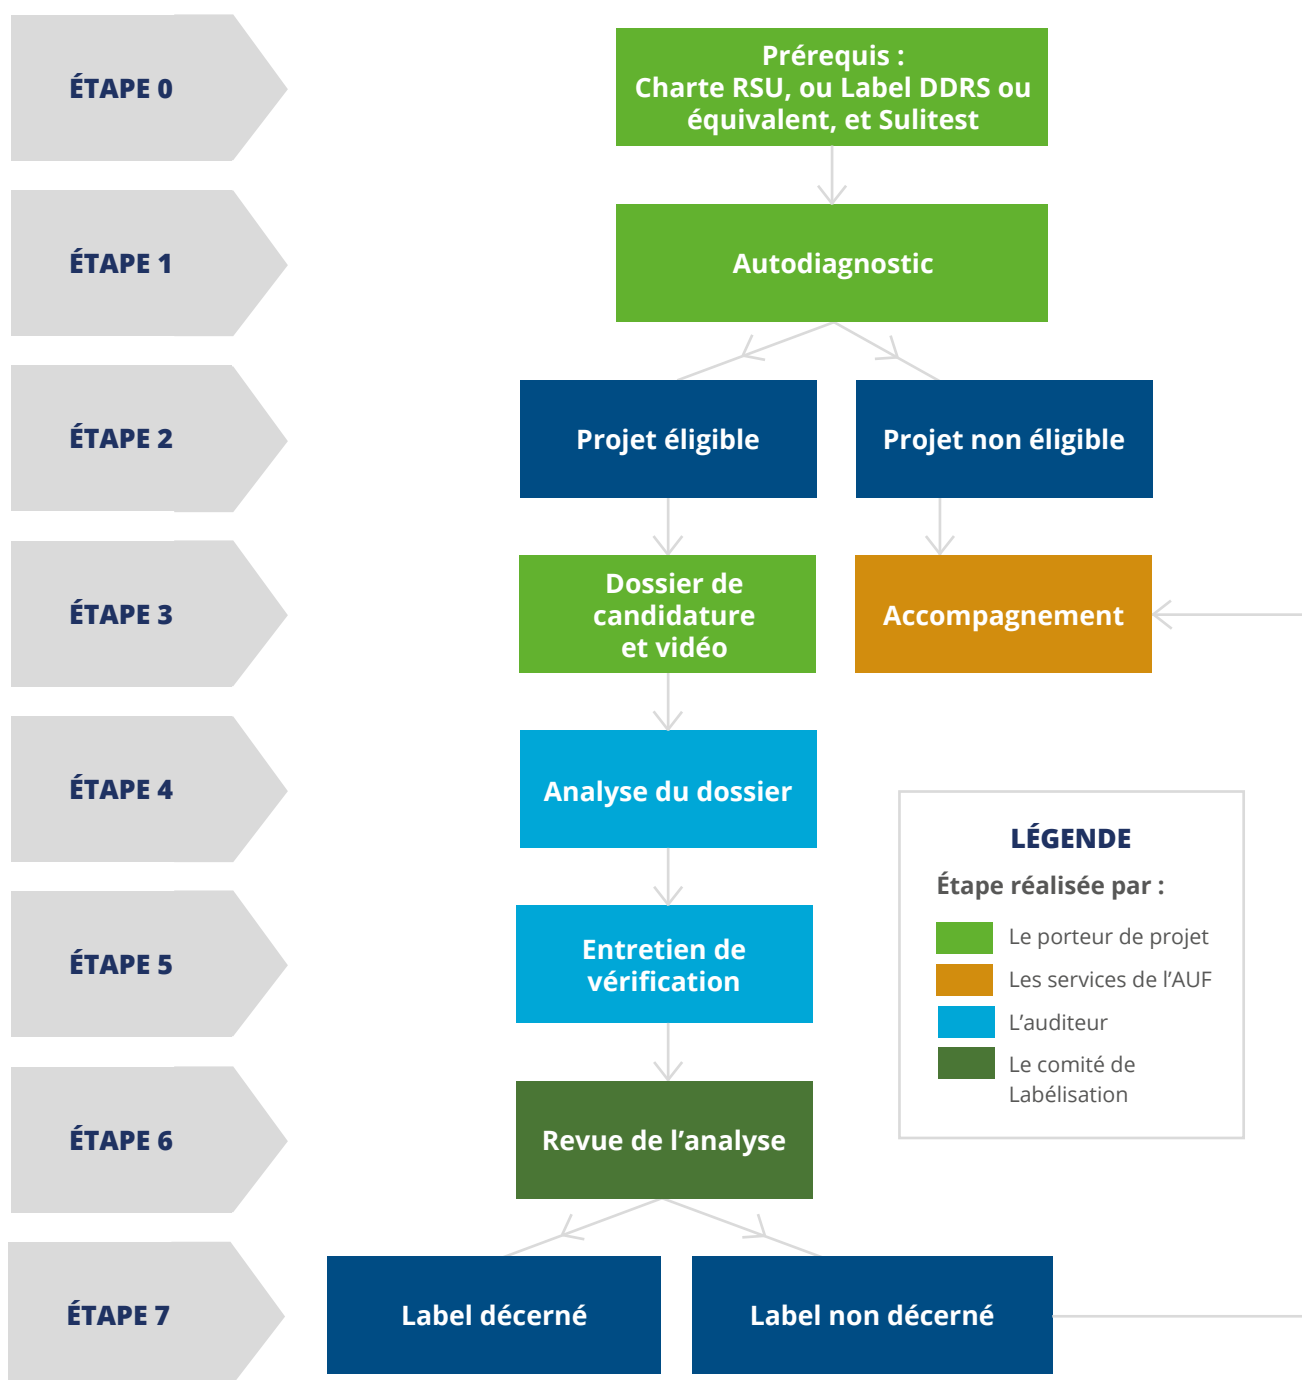 ÉTAPE 0
Prérequis :
Charte RSU, ou Label DDRS ou
équivalent, et Sulitest
ÉTAPE 1
Autodiagnostic
ÉTAPE 2
Projet éligible
Projet non éligible
ÉTAPE 3
Dossier de
candidature
et vidéo
Accompagnement
ÉTAPE 4
Analyse du dossier
ÉTAPE 5
Entretien de
vérification
ÉTAPE 6
Revue de l’analyse
ÉTAPE 7
Label décerné
Label non décerné
LÉGENDE
Étape réalisée par :
Le porteur de projet
Les services de l’AUF
L’auditeur
Le comité de
Labélisation